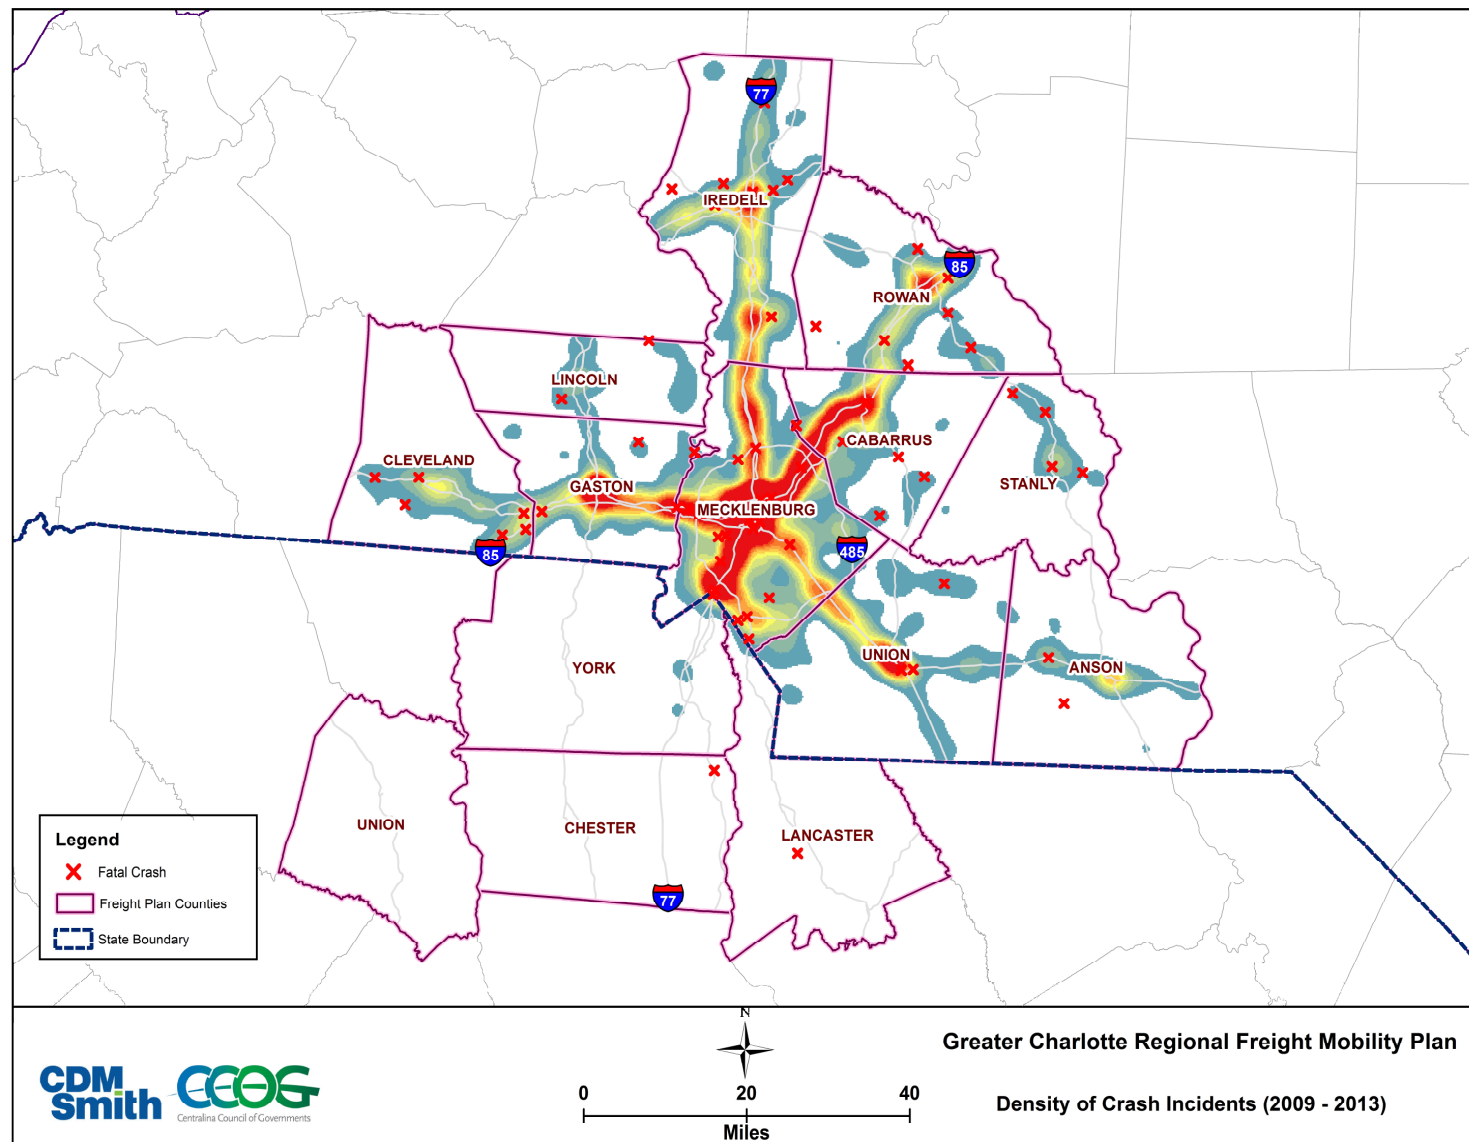 77
IREDELL
85
ROWAN
LINCOLN
CABARRUS
CLEVELAND
STANLY
GASTON
MECKLENBURG
85
485
UNION
ANSON
YORK
UNION
CHESTER
LANCASTER
77
Legend
Fatal Crash
Freight Plan Counties
State Boundary
N
Greater Charlotte Regional Freight Mobility Plan
CDM
Smith
CCOG
Centralina Council of Governments
0 20 40
Miles
Density of Crash Incidents (2009 - 2013)